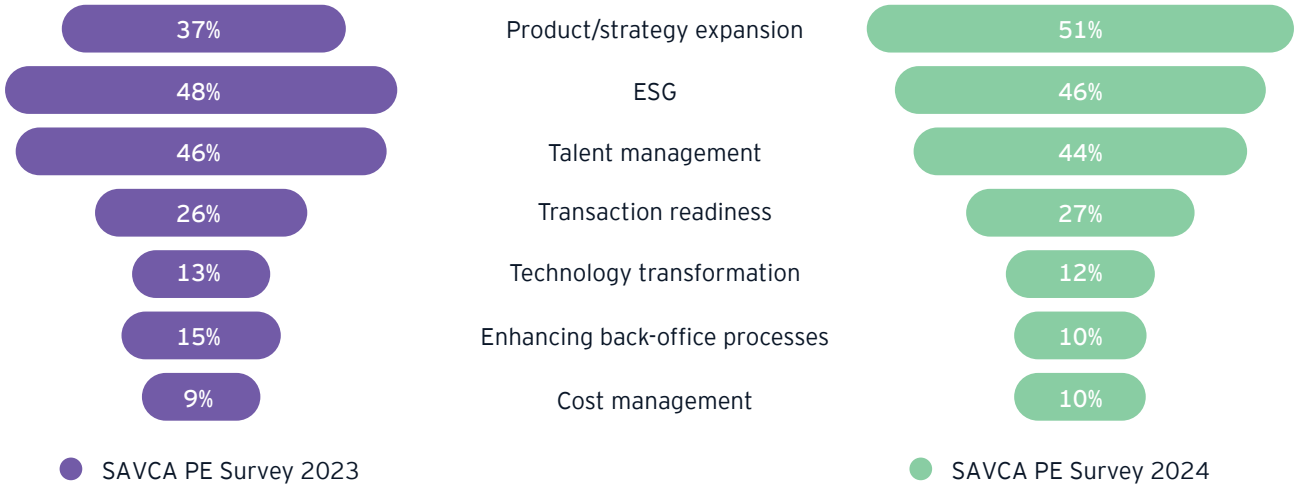 37% Product/strategy expansion 51%
48% ESG 46%
46% Talent management 44%
26% Transaction readiness 27%
13% Technology transformation 12%
15% Enhancing back-office processes 10%
9% Cost management 10%
SAVCA PE Survey 2023 SAVCA PE Survey 2024